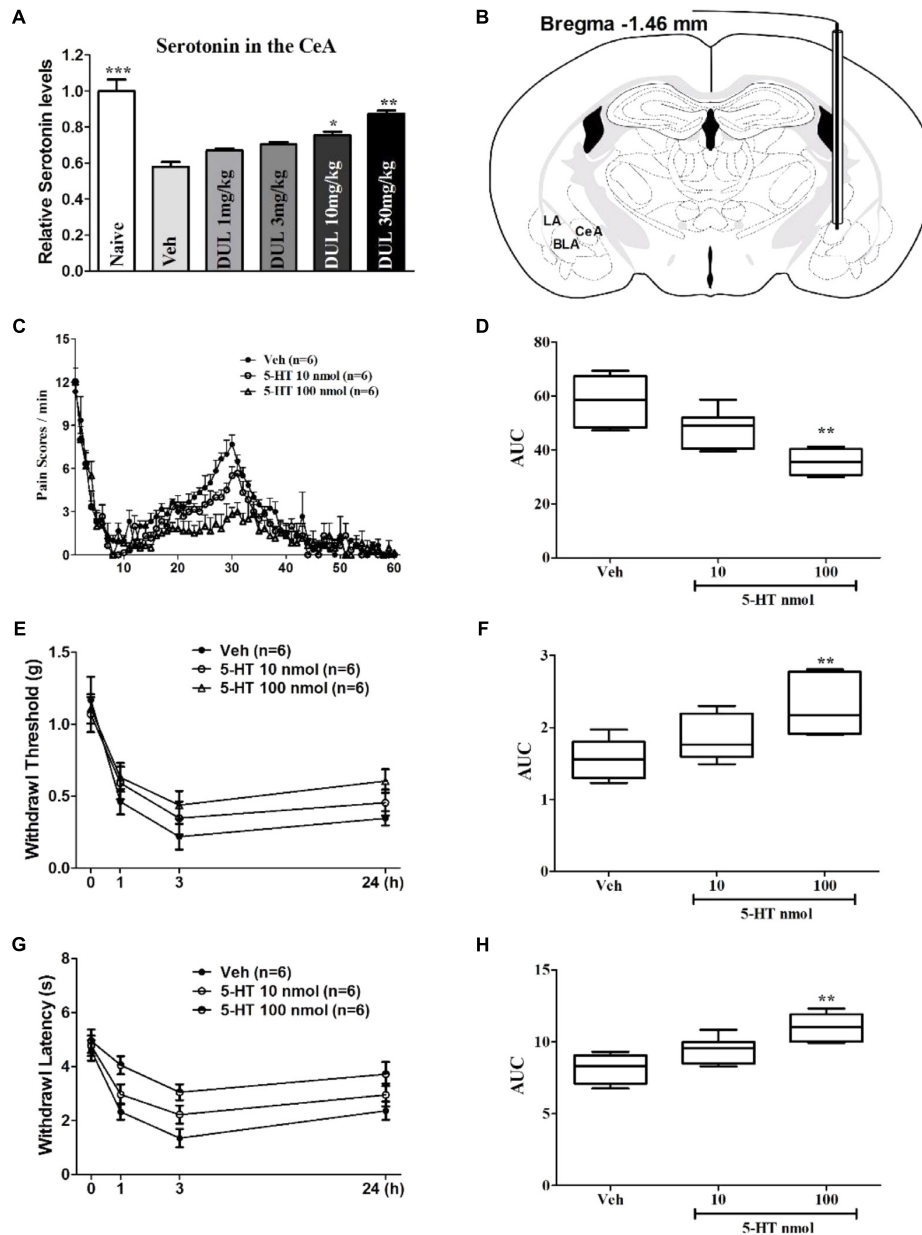 A
Serotonin in the CeA
Relative Serotonin levels
1.2
1.0
0.8
0.6
0.4
0.2
0.0
***
*
**
Naive
Veh
DUL 1mg/kg
DUL 3mg/kg
DUL 10mg/kg
DUL 30mg/kg
B
Bregma -1.46 mm
LA
CeA
BLA
C
Pain Scores / min
15
12
9
6
3
0
10
20
30
40
50
60
Veh (n=6)
5-HT 10 nmol (n=6)
5-HT 100 nmol (n=6)
D
AUC
80
60
40
20
0
**
Veh
10
100
5-HT nmol
E
Withdrawl Threshold (g)
1.5
1.0
0.5
0.0
Veh (n=6)
5-HT 10 nmol (n=6)
5-HT 100 nmol (n=6)
0
1
3
24 (h)
F
AUC
3
2
1
0
**
Veh
10
100
5-HT nmol
G
Withdrawl Latency (s)
8
6
4
2
0
Veh (n=6)
5-HT 10 nmol (n=6)
5-HT 100 nmol (n=6)
0
1
3
24 (h)
H
AUC
15
10
5
0
**
Veh
10
100
5-HT nmol